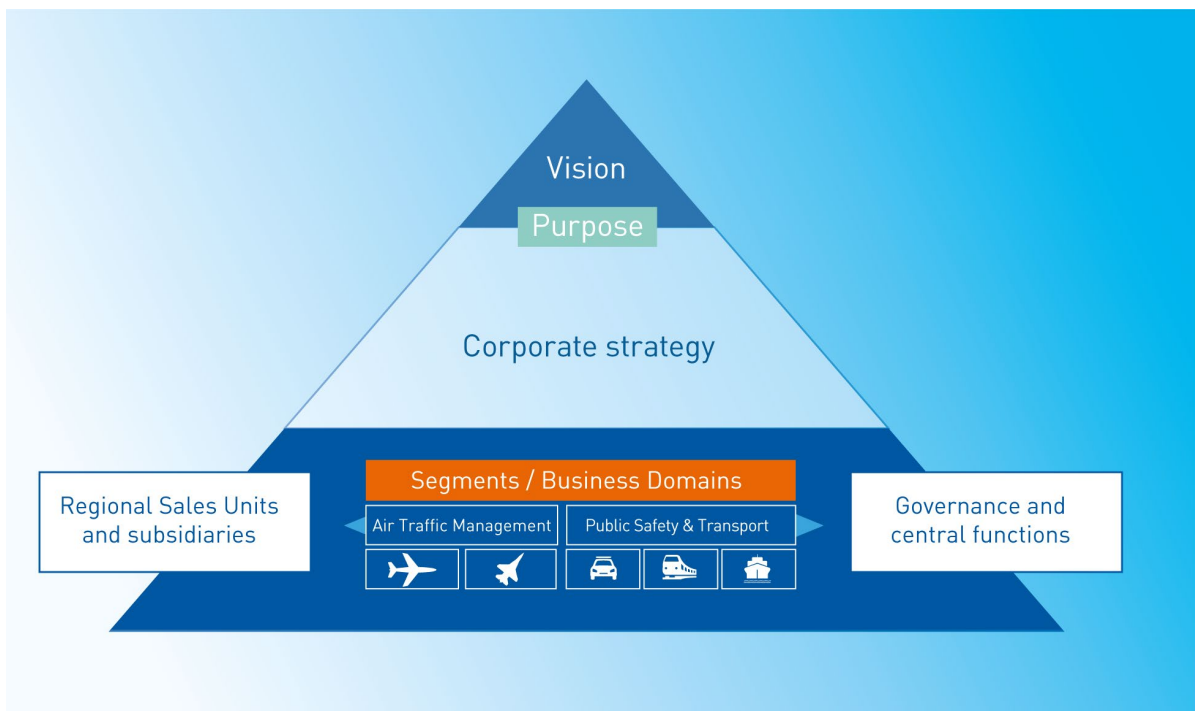 Vision
Purpose
Corporate strategy
Segments / Business Domains
Regional Sales Units
and subsidiaries
Air Traffic Management
Public Safety & Transport
Governance and
central functions